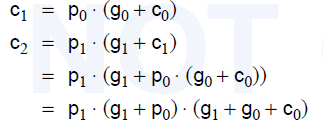 c₁ = p₀ · (g₀ + c₀)
c₂ = p₁ · (g₁ + c₁)
= p₁ · (g₁ + p₀ · (g₀ + c₀))
= p₁ · (g₁ + p₀) · (g₁ + g₀ + c₀)